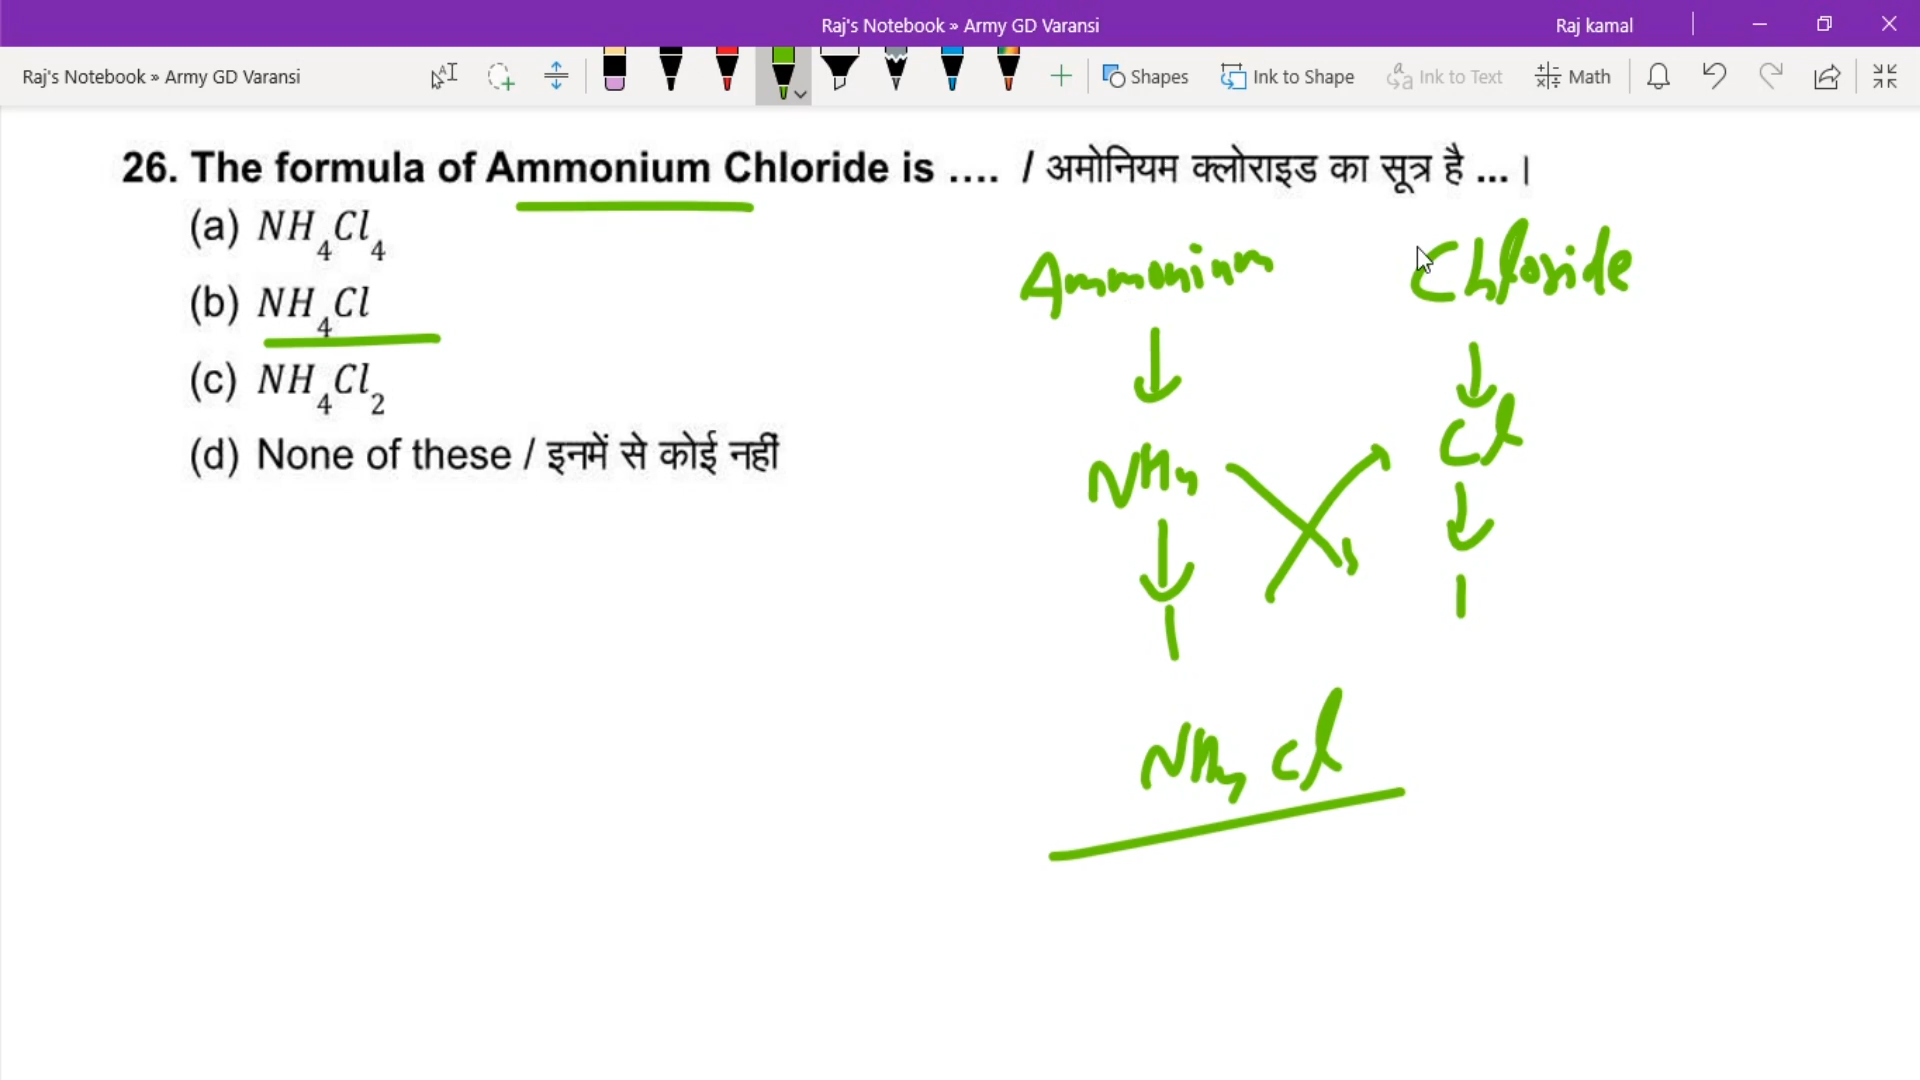 Raj's Notebook » Army GD Varansi
Raj kamal
Raj's Notebook » Army GD Varansi
Shapes
Ink to Shape
Ink to Text
Math
26. The formula of Ammonium Chloride is .... / अमोनियम क्लोराइड का सूत्र है ... ।
(a) NH₄Cl₄
(b) NH₄Cl
(c) NH₄Cl₂
(d) None of these / इनमें से कोई नहीं
Ammonium Chloride
NH₄ Cl
1 1
NH₄ Cl